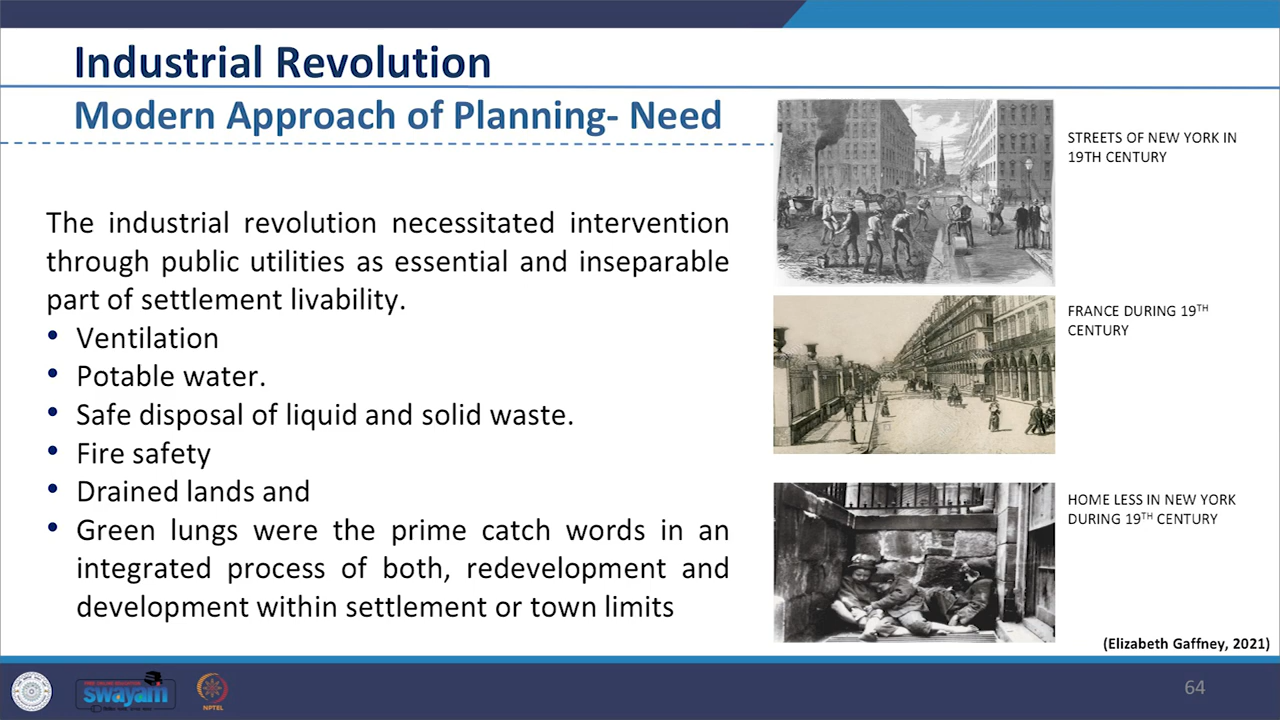 Industrial Revolution
Modern Approach of Planning- Need
The industrial revolution necessitated intervention
through public utilities as essential and inseparable
part of settlement livability.
• Ventilation
• Potable water.
• Safe disposal of liquid and solid waste.
• Fire safety
• Drained lands and
• Green lungs were the prime catch words in an
integrated process of both, redevelopment and
development within settlement or town limits
STREETS OF NEW YORK IN
19TH CENTURY
FRANCE DURING 19TH
CENTURY
HOME LESS IN NEW YORK
DURING 19TH CENTURY
(Elizabeth Gaffney, 2021)
FREE ONLINE EDUCATION
swayam
NPTEL
64